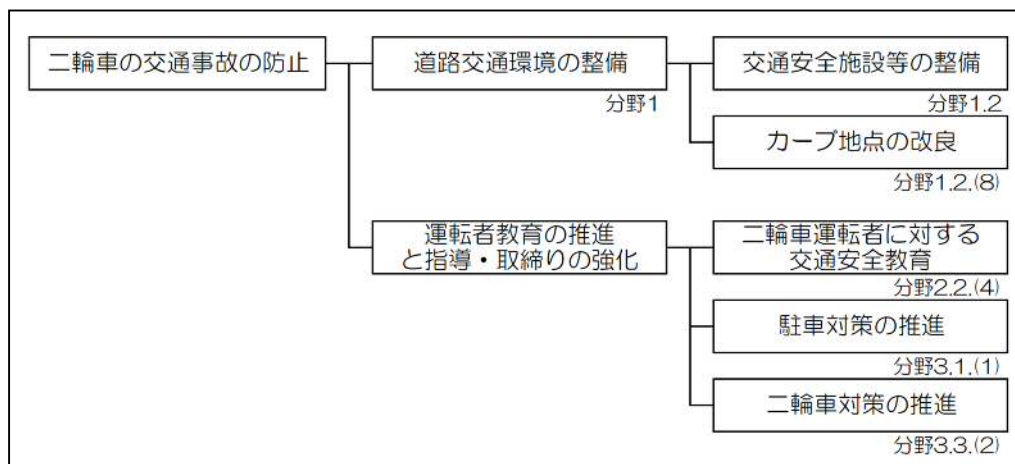 二輪車の交通事故の防止
道路交通環境の整備
分野1
交通安全施設等の整備
分野1.2
カーブ地点の改良
分野1.2.(8)
運転者教育の推進
と指導・取締りの強化
二輪車運転者に対する
交通安全教育
分野2.2.(4)
駐車対策の推進
分野3.1.(1)
二輪車対策の推進
分野3.3.(2)